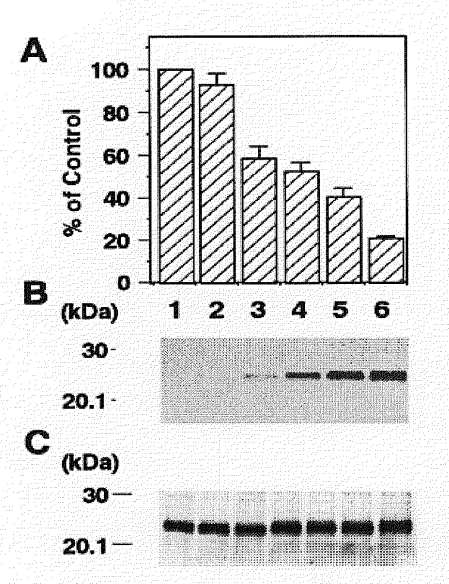 A
% of Control
100
80
60
40
20
0
B
(kDa)
1 2 3 4 5 6
30-
20.1-
C
(kDa)
30—
20.1—